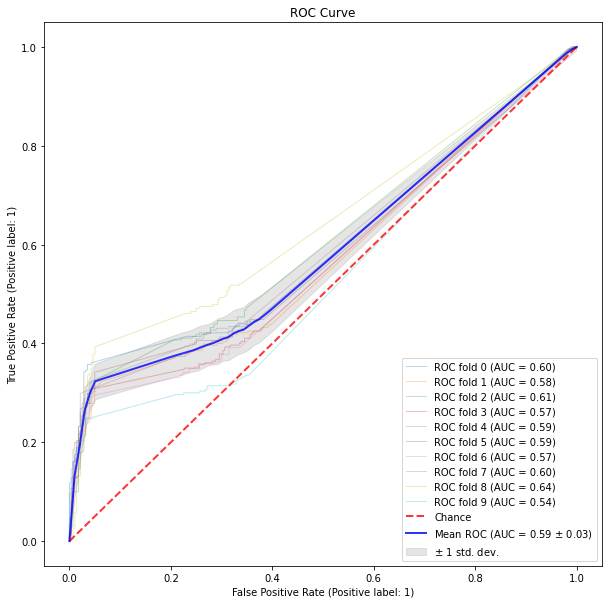 ROC Curve
True Positive Rate (Positive label: 1)
1.0
0.8
0.6
0.4
0.2
0.0
ROC fold 0 (AUC = 0.60)
ROC fold 1 (AUC = 0.58)
ROC fold 2 (AUC = 0.61)
ROC fold 3 (AUC = 0.57)
ROC fold 4 (AUC = 0.59)
ROC fold 5 (AUC = 0.59)
ROC fold 6 (AUC = 0.57)
ROC fold 7 (AUC = 0.60)
ROC fold 8 (AUC = 0.64)
ROC fold 9 (AUC = 0.54)
Chance
Mean ROC (AUC = 0.59 ± 0.03)
± 1 std. dev.
0.0 0.2 0.4 0.6 0.8 1.0
False Positive Rate (Positive label: 1)